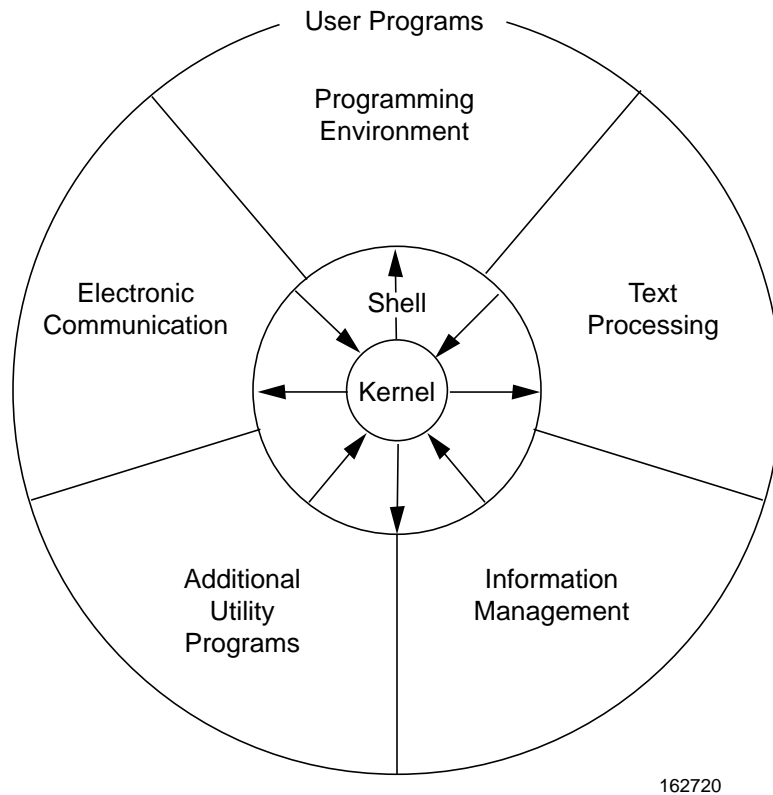 User Programs
Programming
Environment
Electronic
Communication
Shell
Text
Processing
Kernel
Additional
Utility
Programs
Information
Management
162720